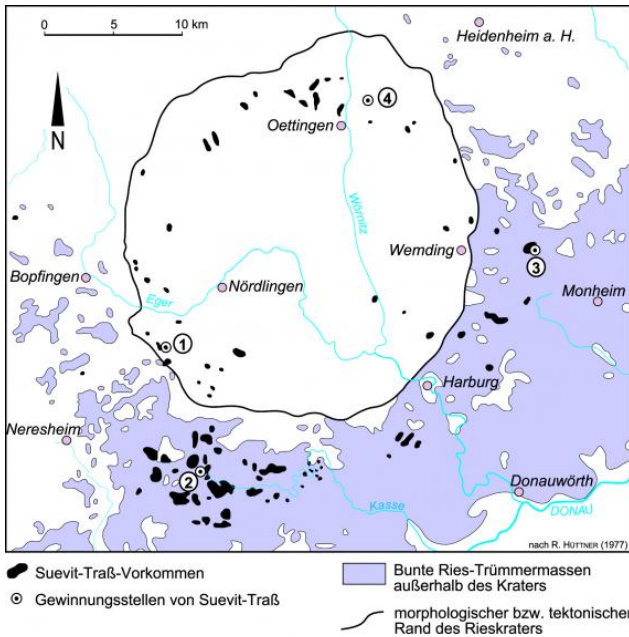 0 5 10 km
Heidenheim a. H.
N
4
Oettingen
Wörnitz
Wemding
3
Bopfingen
Eger
Nördlingen
Monheim
1
Harburg
Neresheim
2
Kasse
Donauwörth
DONAU
nach R. HÜTTNER (1977)
Suevit-Traß-Vorkommen
Gewinnungsstellen von Suevit-Traß
Bunte Ries-Trümmermassen
außerhalb des Kraters
morphologischer bzw. tektonischer
Rand des Rieskraters